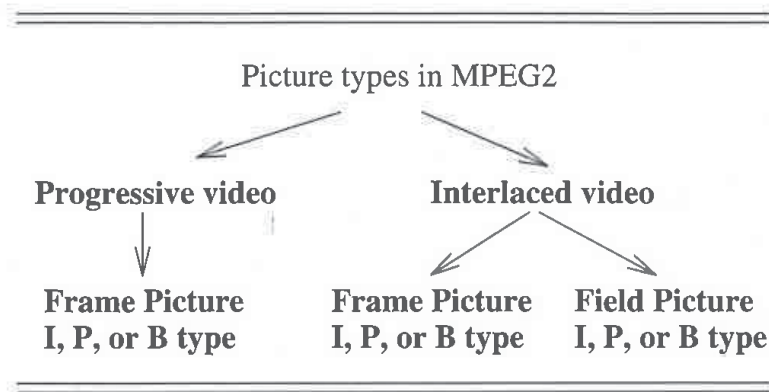 Picture types in MPEG2
Progressive video
Interlaced video
Frame Picture
I, P, or B type
Frame Picture
I, P, or B type
Field Picture
I, P, or B type